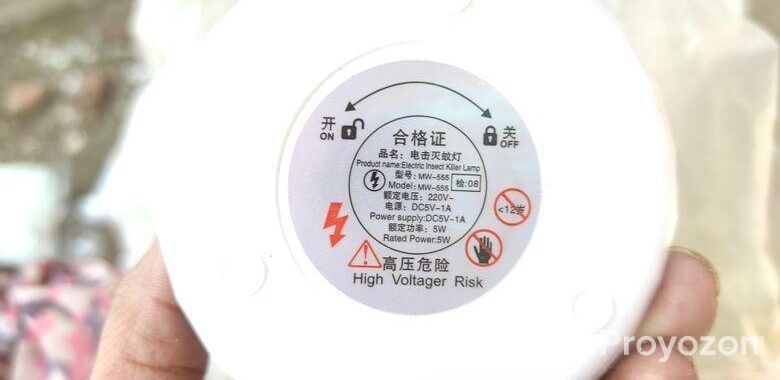 开
ON
关
OFF
合格证
品名：电击灭蚊灯
Product name:Electric Insect Killer Lamp
型号：MW-555
Model：MW-555
检:08
额定电压：220V~
电源：DC5V-1A
Power supply:DC5V-1A
额定功率：5W
Rated Power:5W
<12岁
高压危险
High Voltager Risk
Proyozon